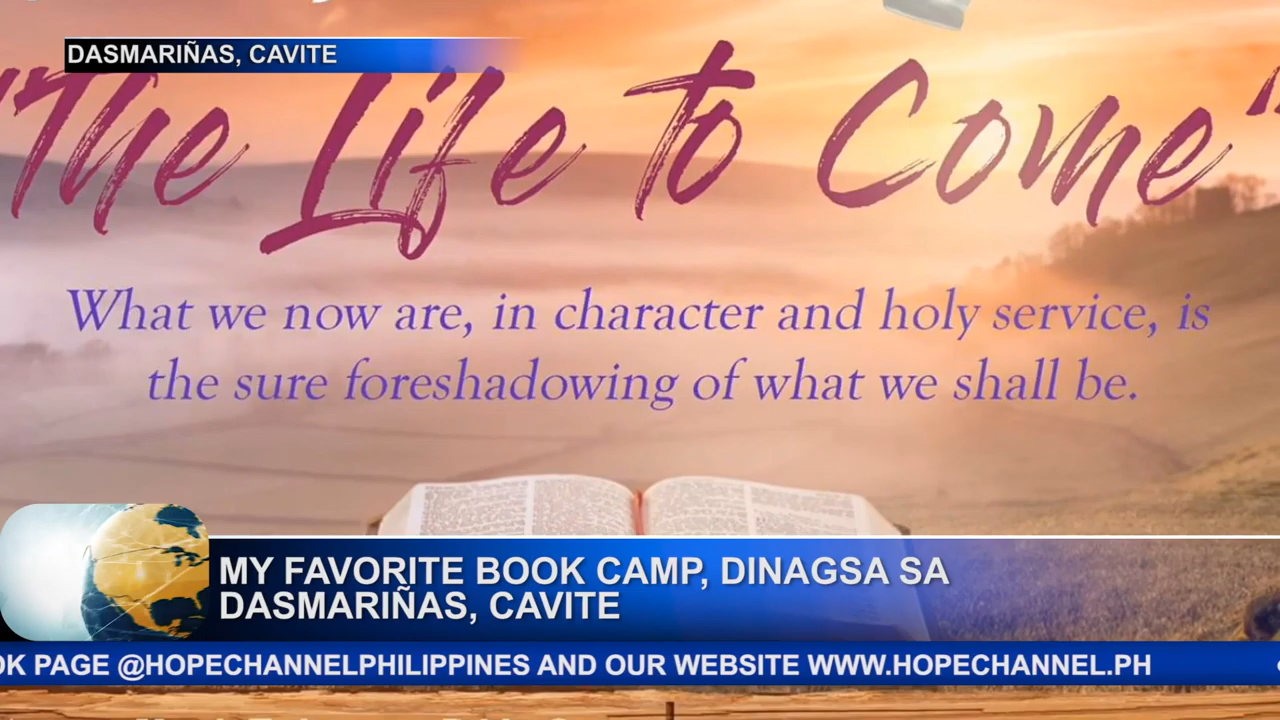 DASMARIÑAS, CAVITE
"The Life to Come"
What we now are, in character and holy service, is
the sure foreshadowing of what we shall be.
MY FAVORITE BOOK CAMP, DINAGSA SA
DASMARIÑAS, CAVITE
OK PAGE @HOPECHANNELPHILIPPINES AND OUR WEBSITE WWW.HOPECHANNEL.PH